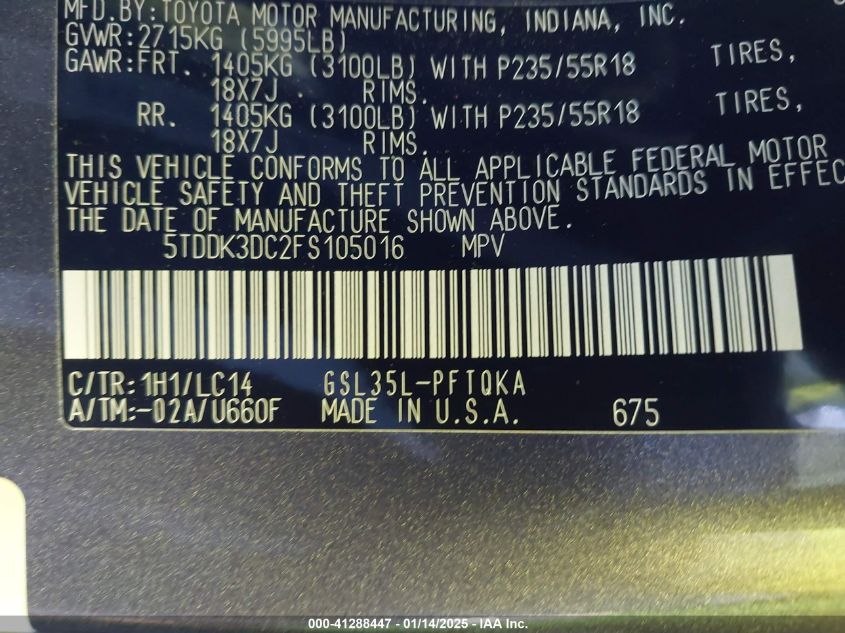 MFD.BY:TOYOTA MOTOR MANUFACTURING, INDIANA, INC.
GVWR:2715KG (5995LB)
GAWR:FRT. 1405KG (3100LB) WITH P235/55R18 TIRES,
18X7J RIMS.
RR. 1405KG (3100LB) WITH P235/55R18 TIRES,
18X7J RIMS.
THIS VEHICLE CONFORMS TO ALL APPLICABLE FEDERAL MOTOR
VEHICLE SAFETY AND THEFT PREVENTION STANDARDS IN EFFEC
THE DATE OF MANUFACTURE SHOWN ABOVE.
5TDDK3DC2FS105016 MPV
C/TR:1H1/LC14 GSL35L-PFTQKA
A/TM:-02A/U660F MADE IN U.S.A. 675
000-41288447 - 01/14/2025 - IAA Inc.